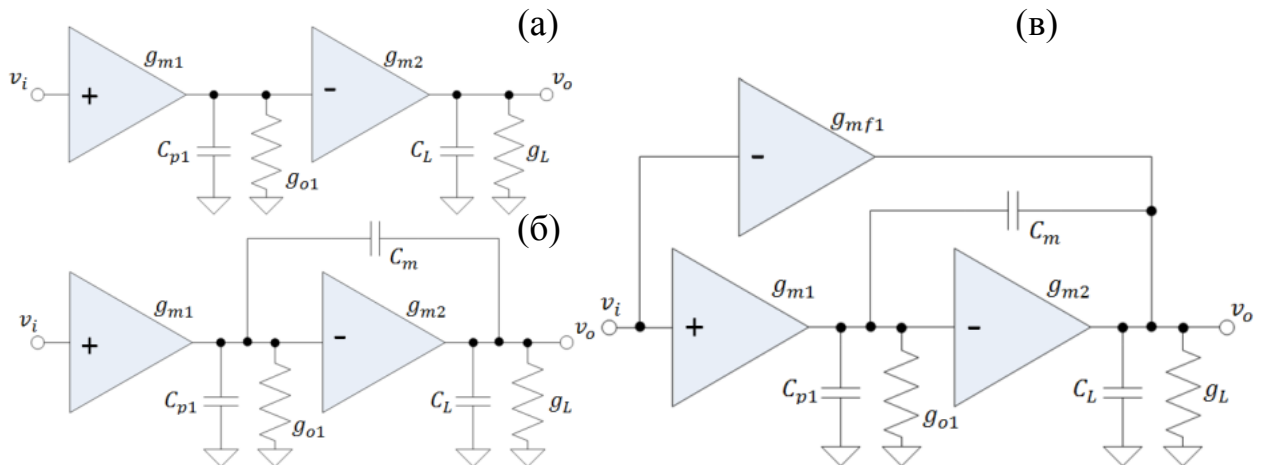 (а)
g_{m1}
g_{m2}
v_i
v_o
+
-
C_{p1}
g_{o1}
C_L
g_L
(б)
C_m
g_{m1}
g_{m2}
v_i
v_o
+
-
C_{p1}
g_{o1}
C_L
g_L
(в)
g_{mf1}
-
C_m
g_{m1}
g_{m2}
v_i
v_o
+
-
C_{p1}
g_{o1}
C_L
g_L